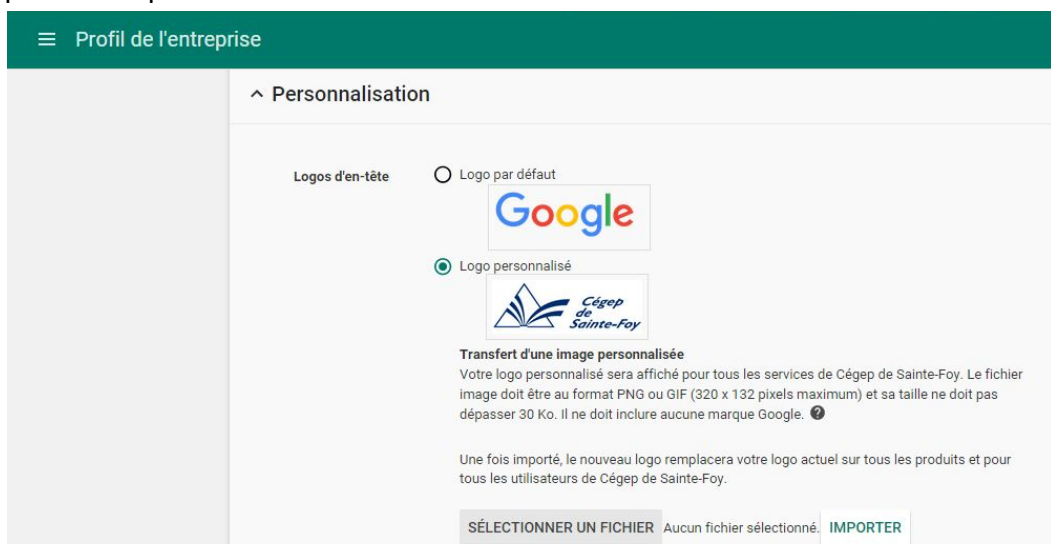 Profil de l'entreprise
Personnalisation
Logos d'en-tête
Logo par défaut
Google
Logo personnalisé
Cégep
de
Sainte-Foy
Transfert d'une image personnalisée
Votre logo personnalisé sera affiché pour tous les services de Cégep de Sainte-Foy. Le fichier
image doit être au format PNG ou GIF (320 x 132 pixels maximum) et sa taille ne doit pas
dépasser 30 Ko. Il ne doit inclure aucune marque Google. ?
Une fois importé, le nouveau logo remplacera votre logo actuel sur tous les produits et pour
tous les utilisateurs de Cégep de Sainte-Foy.
SÉLECTIONNER UN FICHIER Aucun fichier sélectionné. IMPORTER